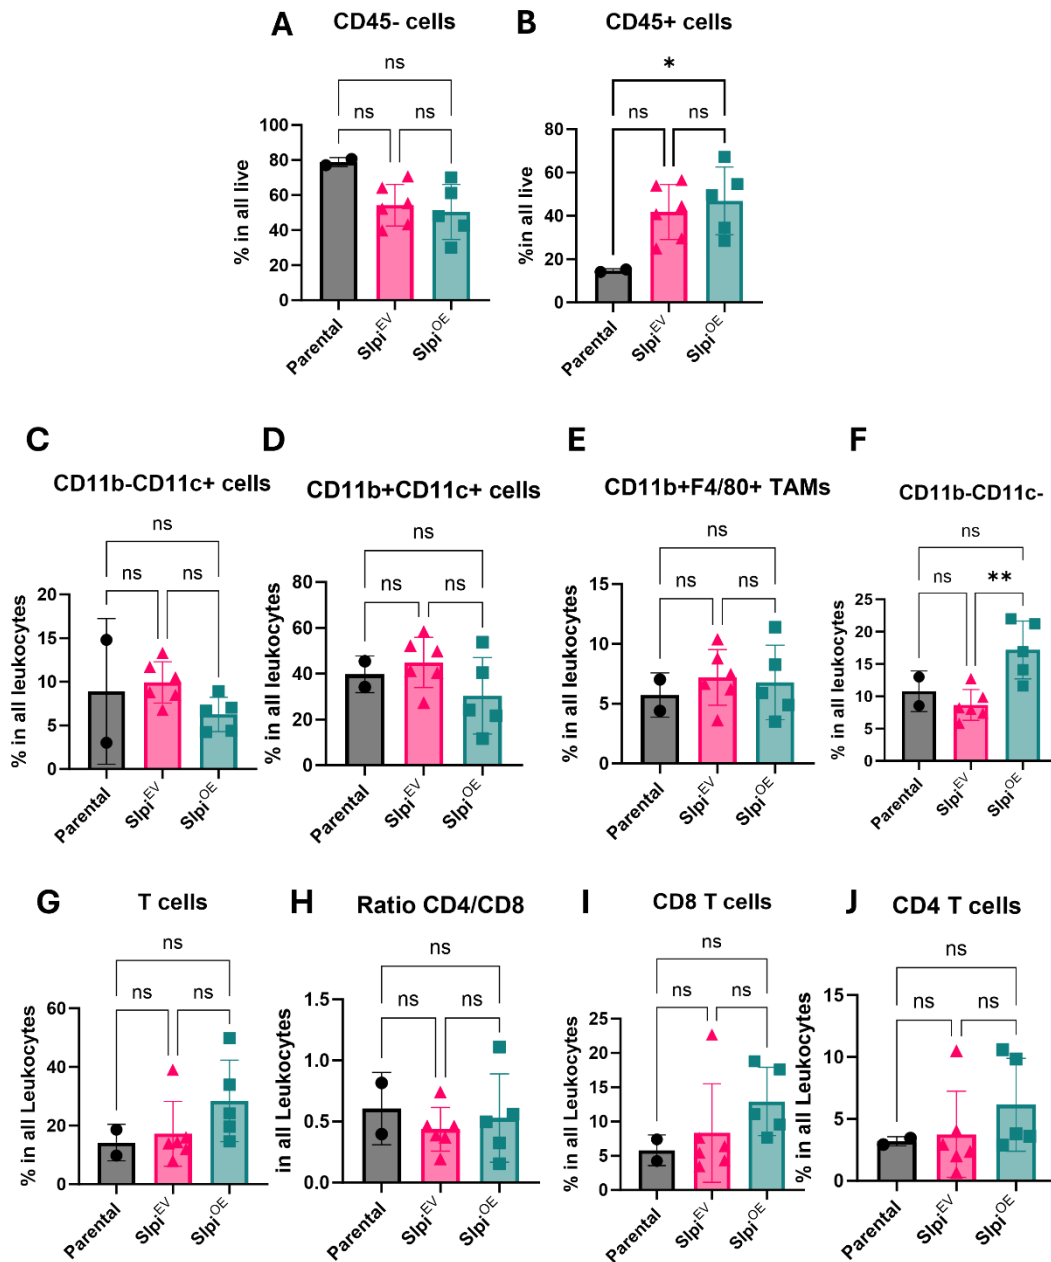 A
CD45- cells
ns
ns
ns
% in all live
100
80
60
40
20
0
Parental
Slpi^EV
Slpi^OE
B
CD45+ cells
*
ns
ns
%in all live
80
60
40
20
0
Parental
Slpi^EV
Slpi^OE
C
CD11b-CD11c+ cells
ns
ns
ns
% in all leukocytes
20
15
10
5
0
Parental
Slpi^EV
Slpi^OE
D
CD11b+CD11c+ cells
ns
ns
ns
% in all leukocytes
80
60
40
20
0
Parental
Slpi^EV
Slpi^OE
E
CD11b+F4/80+ TAMs
ns
ns
ns
% in all leukocytes
15
10
5
0
Parental
Slpi^EV
Slpi^OE
F
CD11b-CD11c-
ns
ns
**
% in all leukocytes
25
20
15
10
5
0
Parental
Slpi^EV
Slpi^OE
G
T cells
ns
ns
ns
% in all Leukocytes
60
40
20
0
Parental
Slpi^EV
Slpi^OE
H
Ratio CD4/CD8
ns
ns
ns
in all Leukocytes
1.5
1.0
0.5
0.0
Parental
Slpi^EV
Slpi^OE
I
CD8 T cells
ns
ns
ns
% in all Leukocytes
25
20
15
10
5
0
Parental
Slpi^EV
Slpi^OE
J
CD4 T cells
ns
ns
ns
% in all Leukocytes
15
10
5
0
Parental
Slpi^EV
Slpi^OE